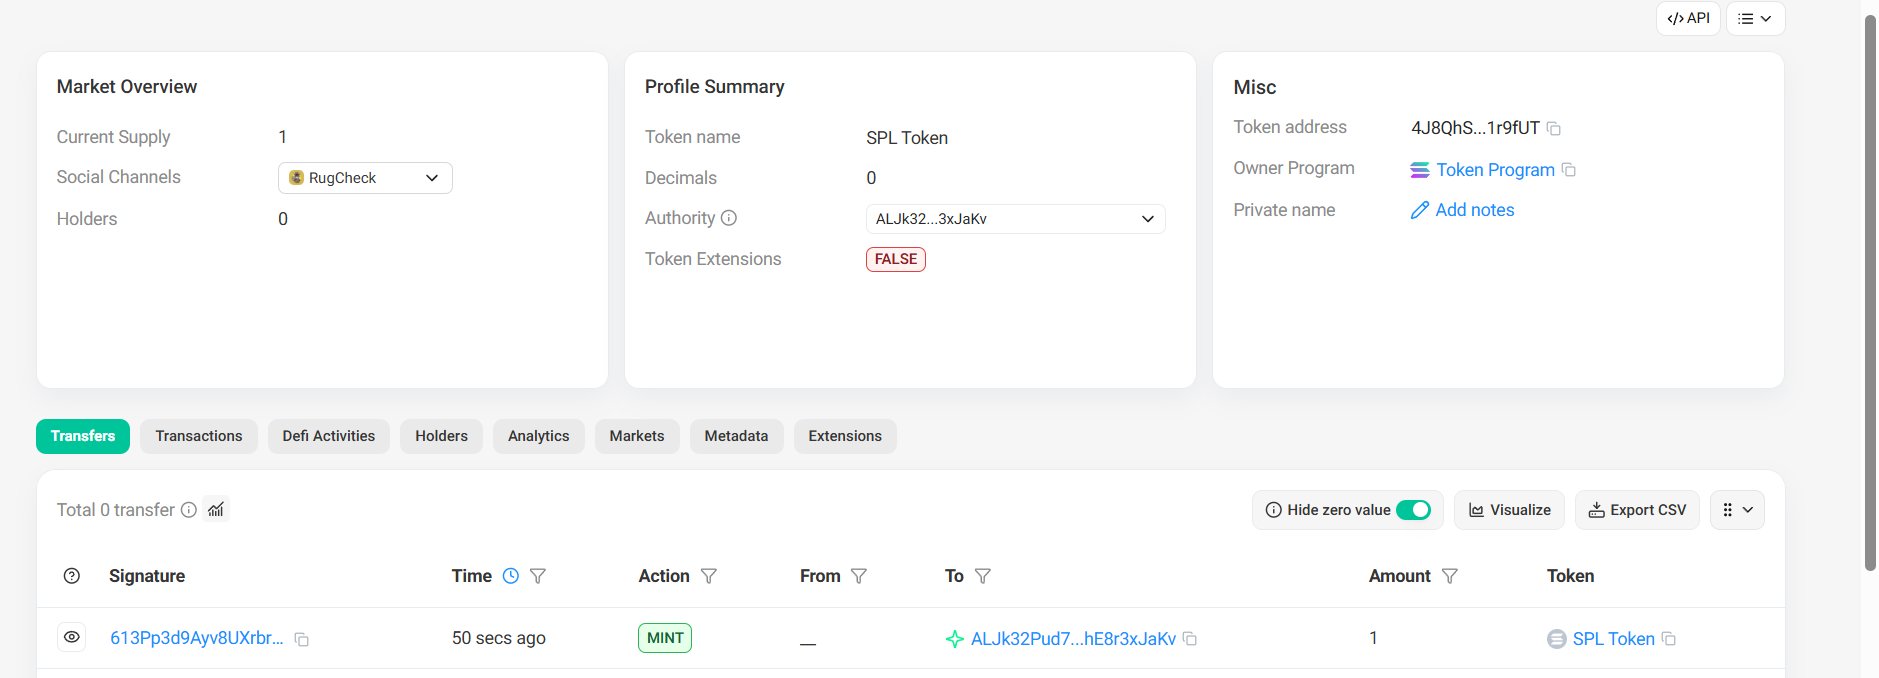 </> API
Market Overview
Current Supply 1
Social Channels RugCheck
Holders 0
Profile Summary
Token name SPL Token
Decimals 0
Authority ALJk32...3xJaKv
Token Extensions FALSE
Misc
Token address 4J8QhS...1r9fUT
Owner Program Token Program
Private name Add notes
Transfers Transactions Defi Activities Holders Analytics Markets Metadata Extensions
Total 0 transfer Hide zero value Visualize Export CSV
Signature Time Action From To Amount Token
613Pp3d9Ayv8UXrbr... 50 secs ago MINT __ ALJk32Pud7...hE8r3xJaKv 1 SPL Token